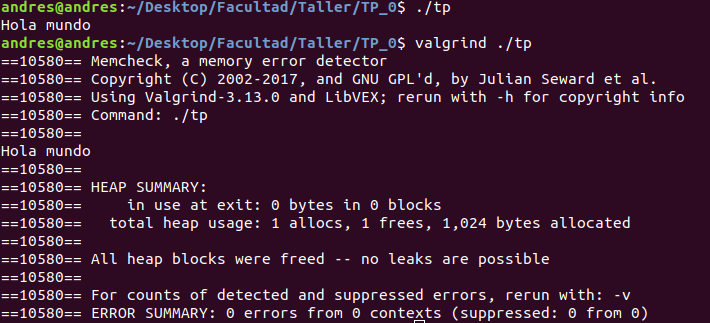 andres@andres:~/Desktop/Facultad/Taller/TP_0$ ./tp
Hola mundo
andres@andres:~/Desktop/Facultad/Taller/TP_0$ valgrind ./tp
==10580== Memcheck, a memory error detector
==10580== Copyright (C) 2002-2017, and GNU GPL'd, by Julian Seward et al.
==10580== Using Valgrind-3.13.0 and LibVEX; rerun with -h for copyright info
==10580== Command: ./tp
==10580==
Hola mundo
==10580==
==10580== HEAP SUMMARY:
==10580==     in use at exit: 0 bytes in 0 blocks
==10580==   total heap usage: 1 allocs, 1 frees, 1,024 bytes allocated
==10580==
==10580== All heap blocks were freed -- no leaks are possible
==10580==
==10580== For counts of detected and suppressed errors, rerun with: -v
==10580== ERROR SUMMARY: 0 errors from 0 contexts (suppressed: 0 from 0)